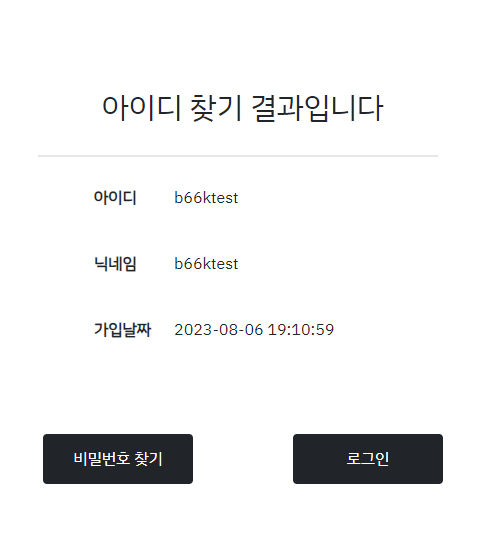 아이디 찾기 결과입니다
아이디 b66ktest
닉네임 b66ktest
가입날짜 2023-08-06 19:10:59
비밀번호 찾기 로그인